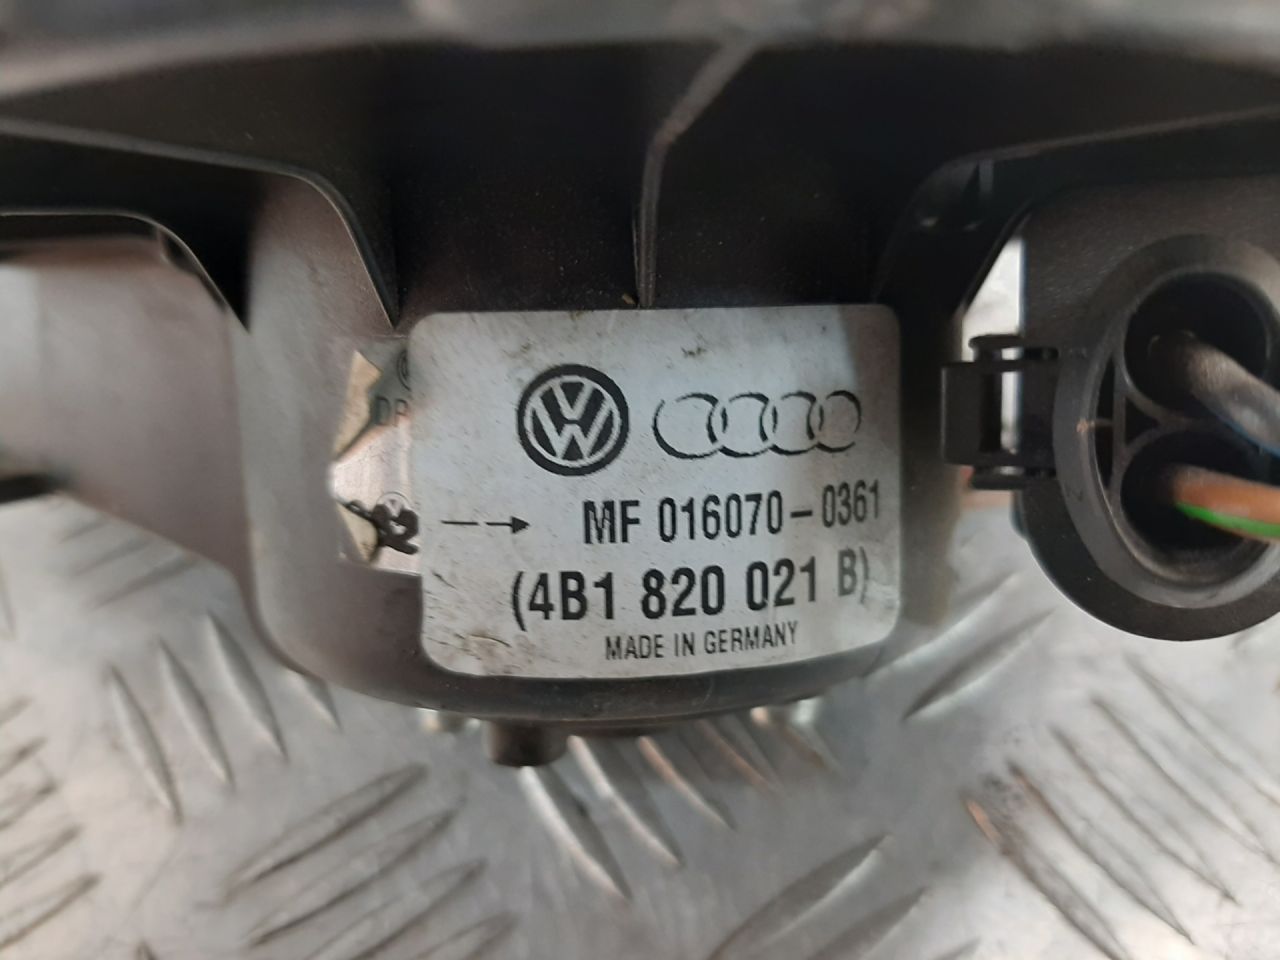 MF 016070-0361
(4B1 820 021 B)
MADE IN GERMANY